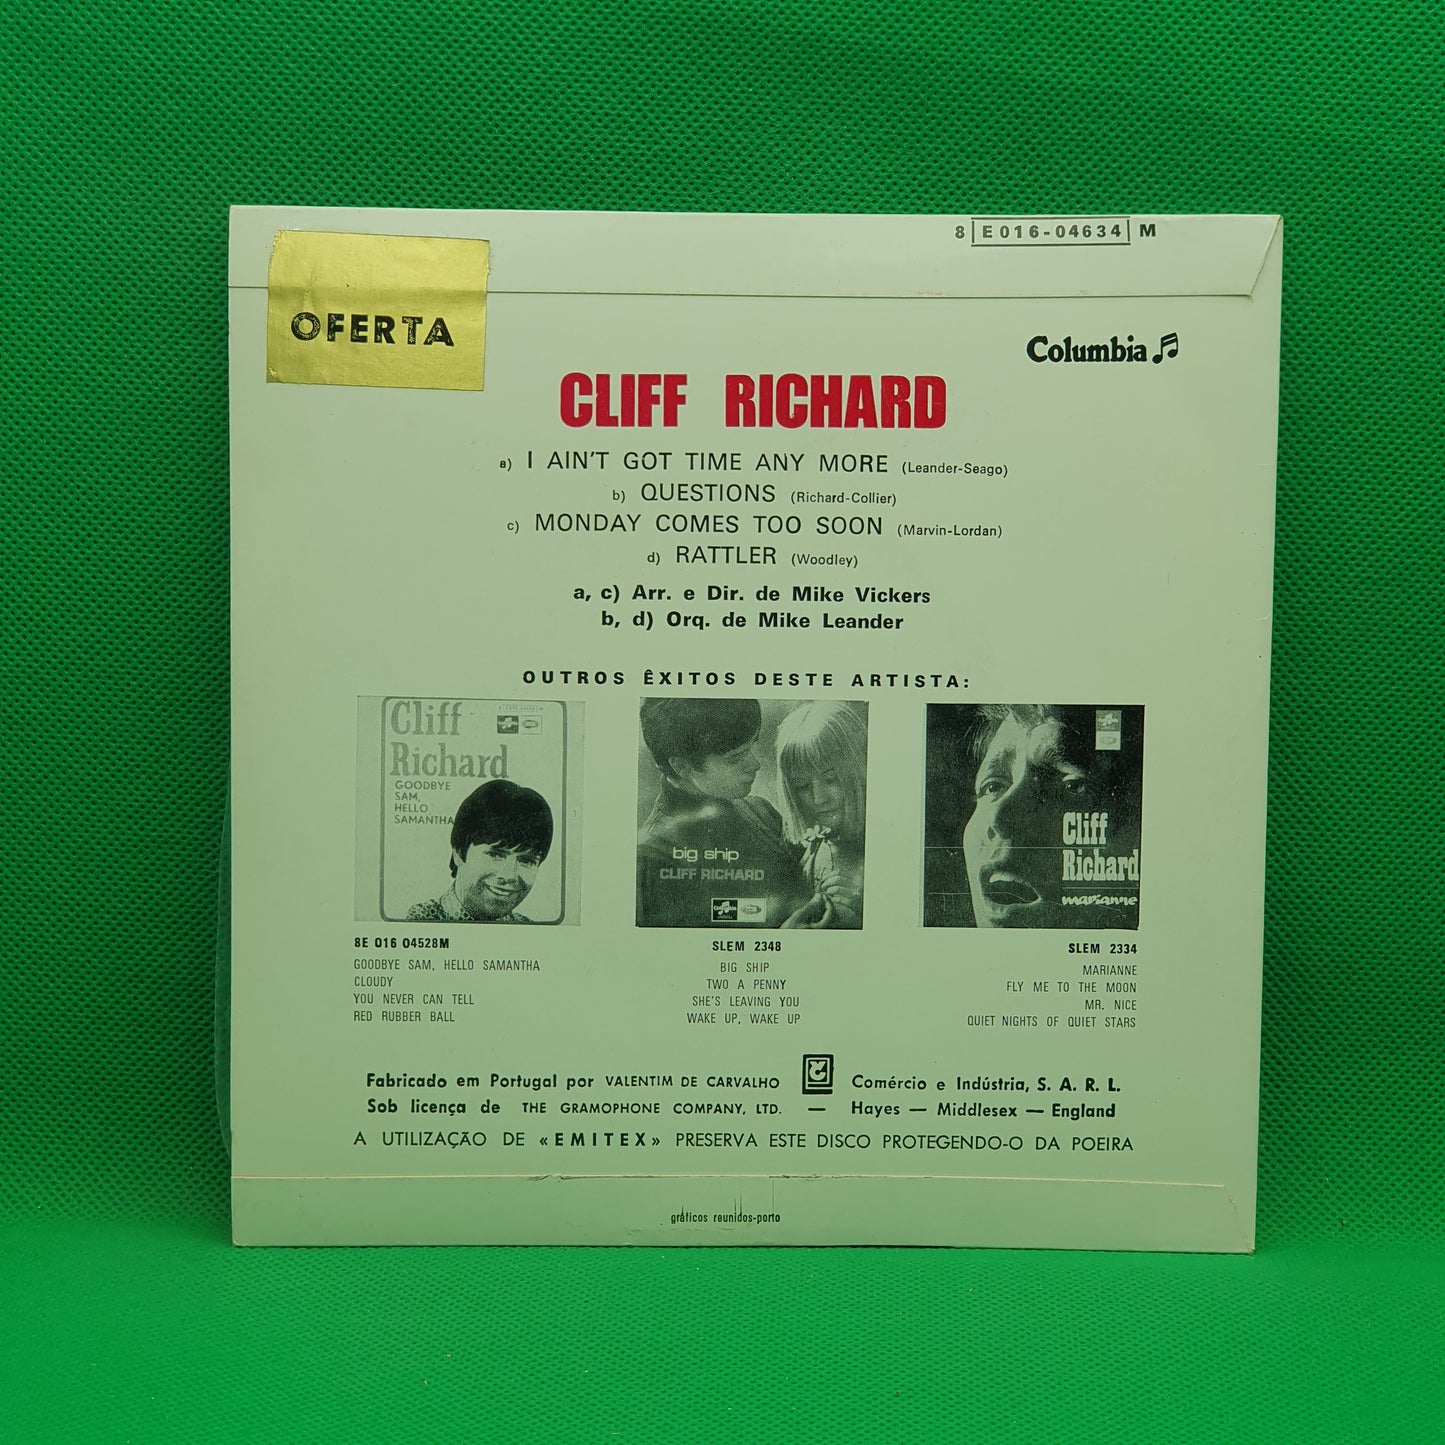 8 E 016-04634 M
OFERTA
Columbia
CLIFF RICHARD
a) I AIN'T GOT TIME ANY MORE (Leander-Seago)
b) QUESTIONS (Richard-Collier)
c) MONDAY COMES TOO SOON (Marvin-Lordan)
d) RATTLER (Woodley)
a, c) Arr. e Dir. de Mike Vickers
b, d) Orq. de Mike Leander
OUTROS ÊXITOS DESTE ARTISTA:
Cliff
Richard
GOODBYE
SAM,
HELLO
SAMANTHA
big ship
CLIFF RICHARD
Columbia
Cliff
Richard
marianne
8E 016 04528M
GOODBYE SAM, HELLO SAMANTHA
CLOUDY
YOU NEVER CAN TELL
RED RUBBER BALL
SLEM 2348
BIG SHIP
TWO A PENNY
SHE'S LEAVING YOU
WAKE UP, WAKE UP
SLEM 2334
MARIANNE
FLY ME TO THE MOON
MR. NICE
QUIET NIGHTS OF QUIET STARS
Fabricado em Portugal por VALENTIM DE CARVALHO Comércio e Indústria, S. A. R. L.
Sob licença de THE GRAMOPHONE COMPANY, LTD. — Hayes — Middlesex — England
A UTILIZAÇÃO DE «EMITEX» PRESERVA ESTE DISCO PROTEGENDO-O DA POEIRA
gráficos reunidos-porto